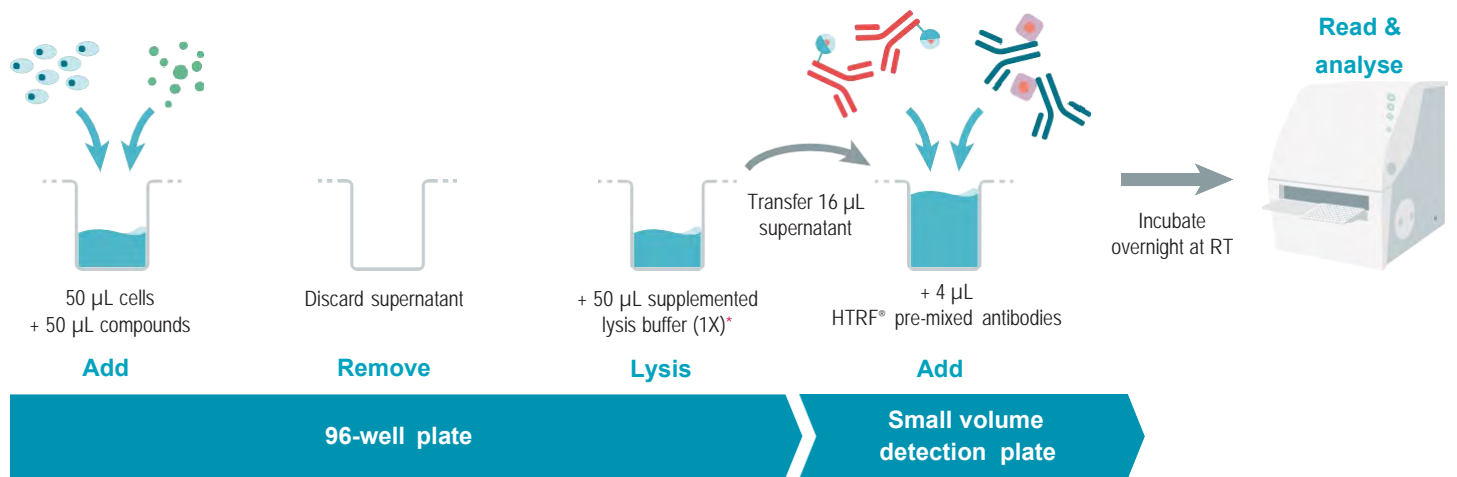 Read &
analyse
Transfer 16 µL
supernatant
Incubate
overnight at RT
50 µL cells
+ 50 µL compounds
Discard supernatant
+ 50 µL supplemented
lysis buffer (1X)*
+ 4 µL
HTRF® pre-mixed antibodies
Add
Remove
Lysis
Add
96-well plate
Small volume
detection plate